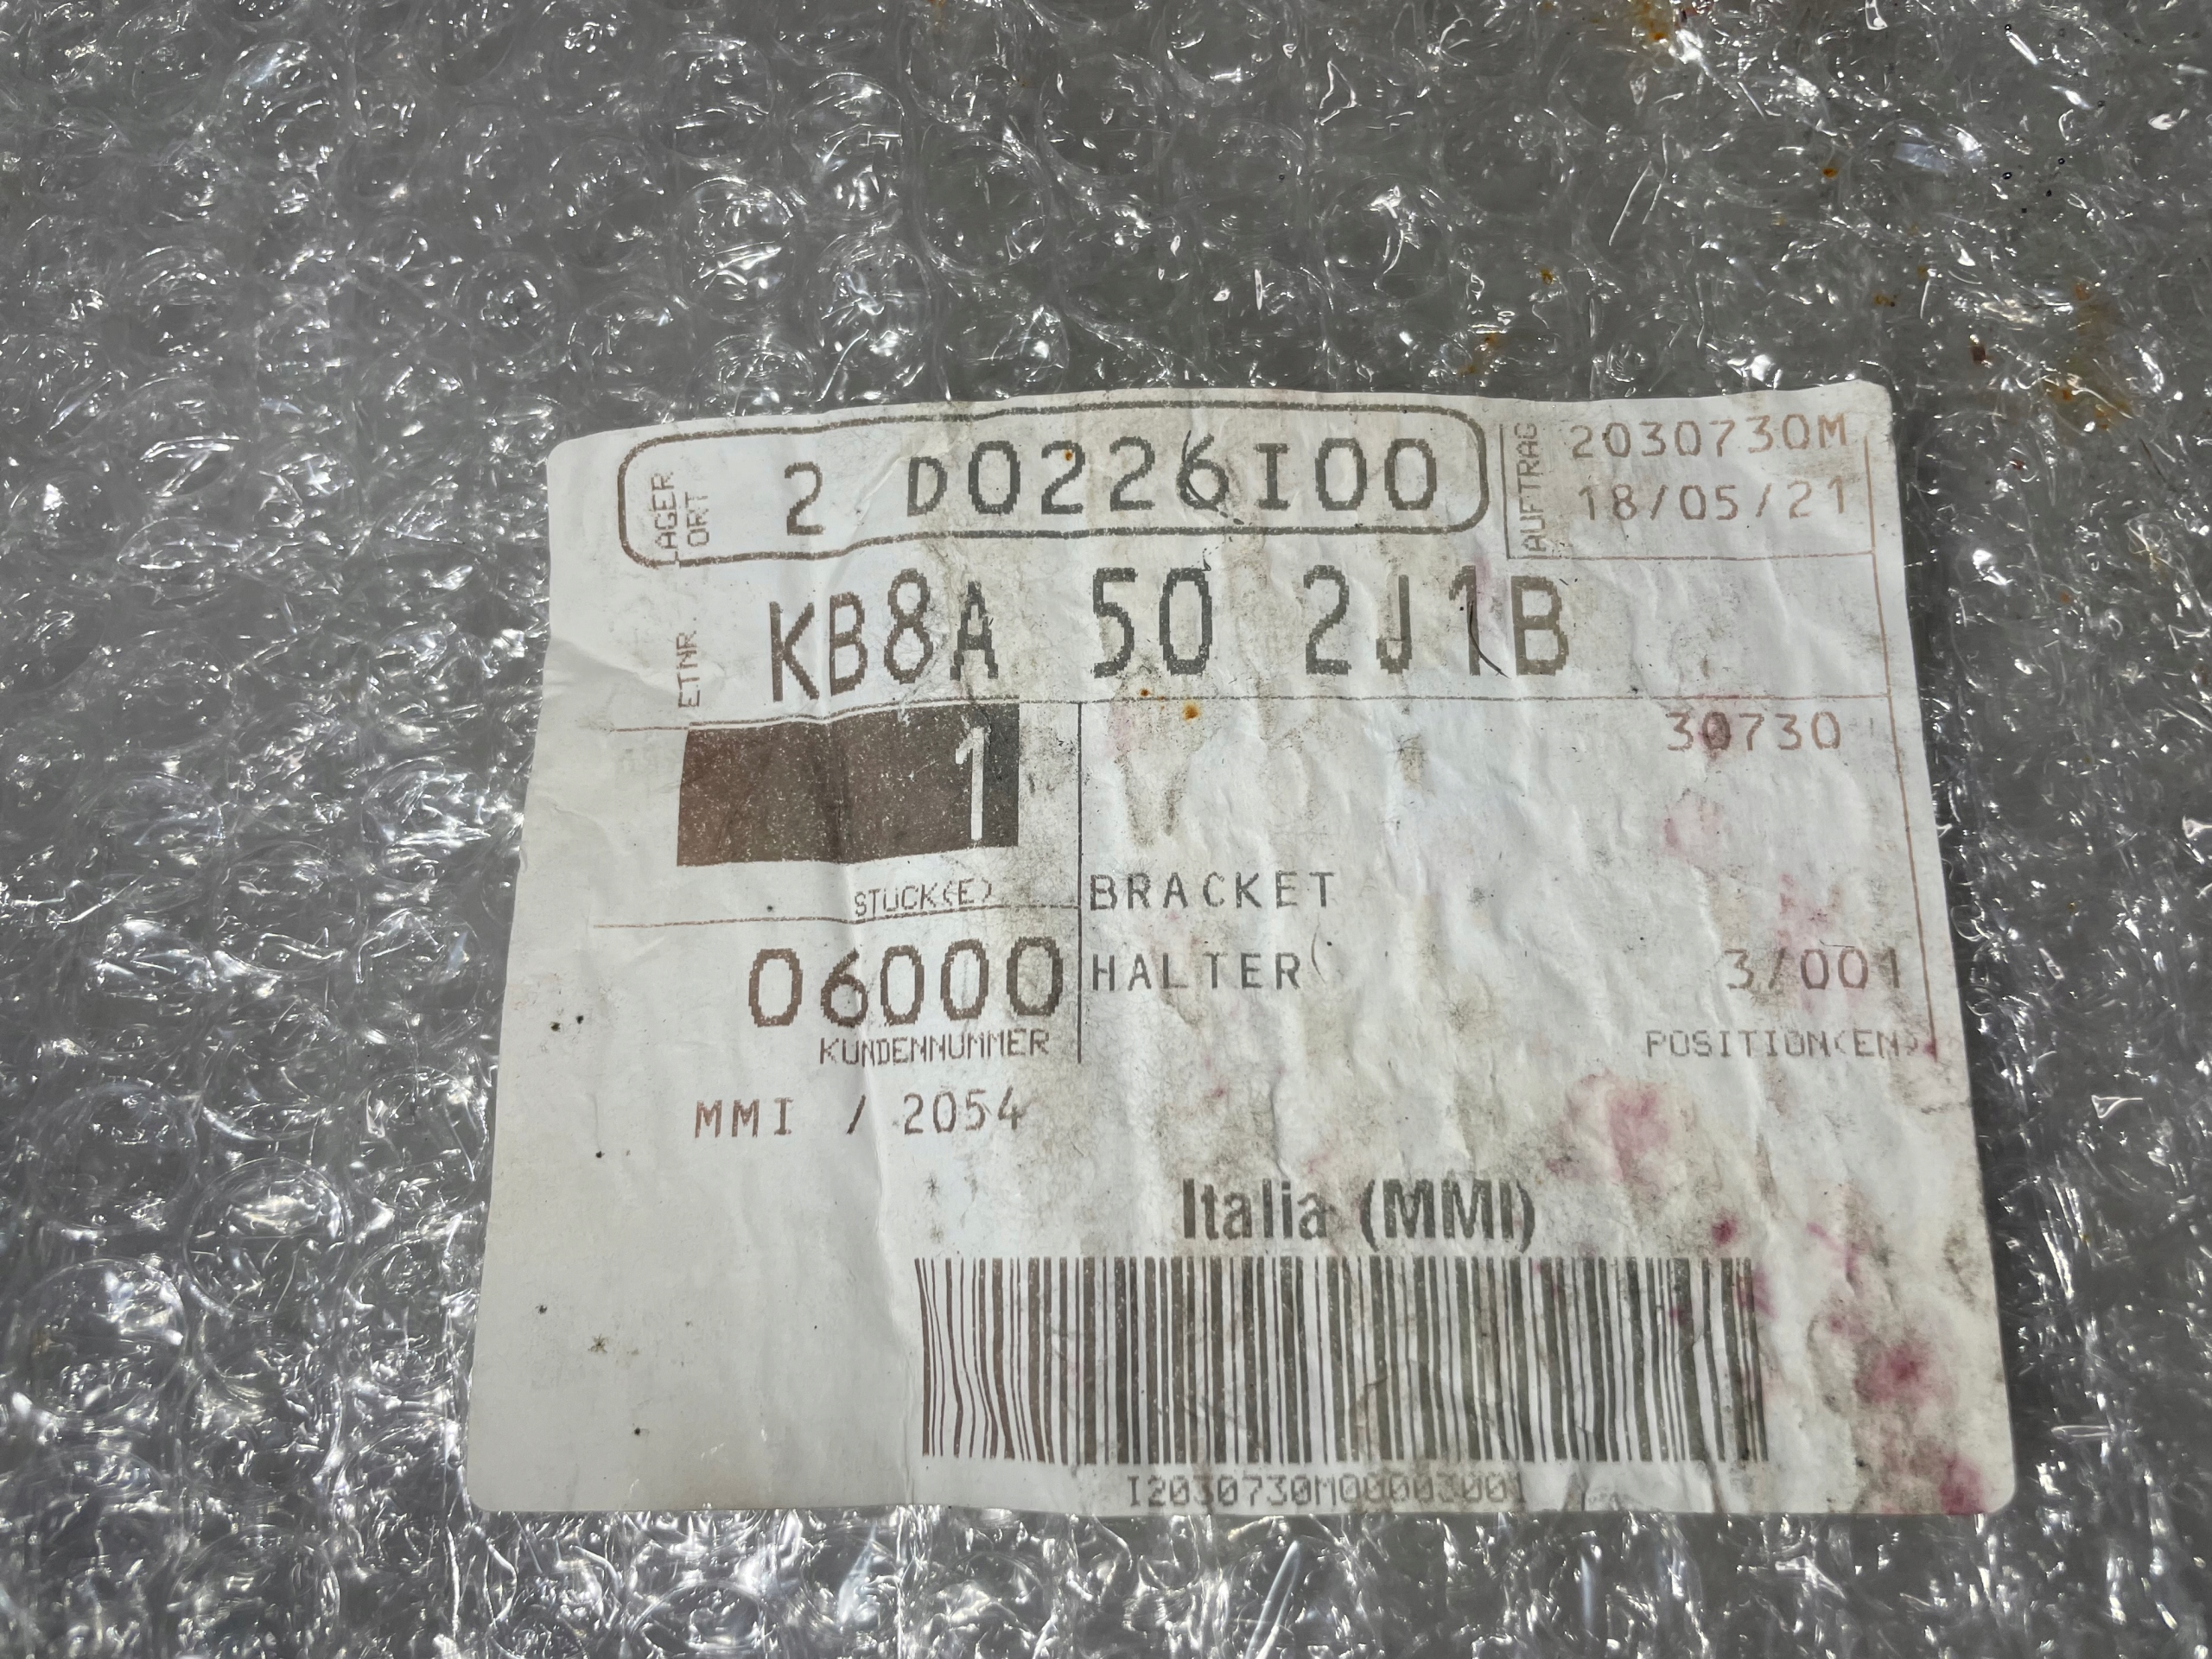 LAGER ORT 2 D0226I00
AUFTRAG 2030730M
18/05/21
ETNR. KB8A 50 2J1B
1
30730
STÜCK(E)
BRACKET
06000
HALTER
3/001
KUNDENNUMMER
POSITION(EN)
MMI / 2054
Italia (MMI)
I2030730M00003001